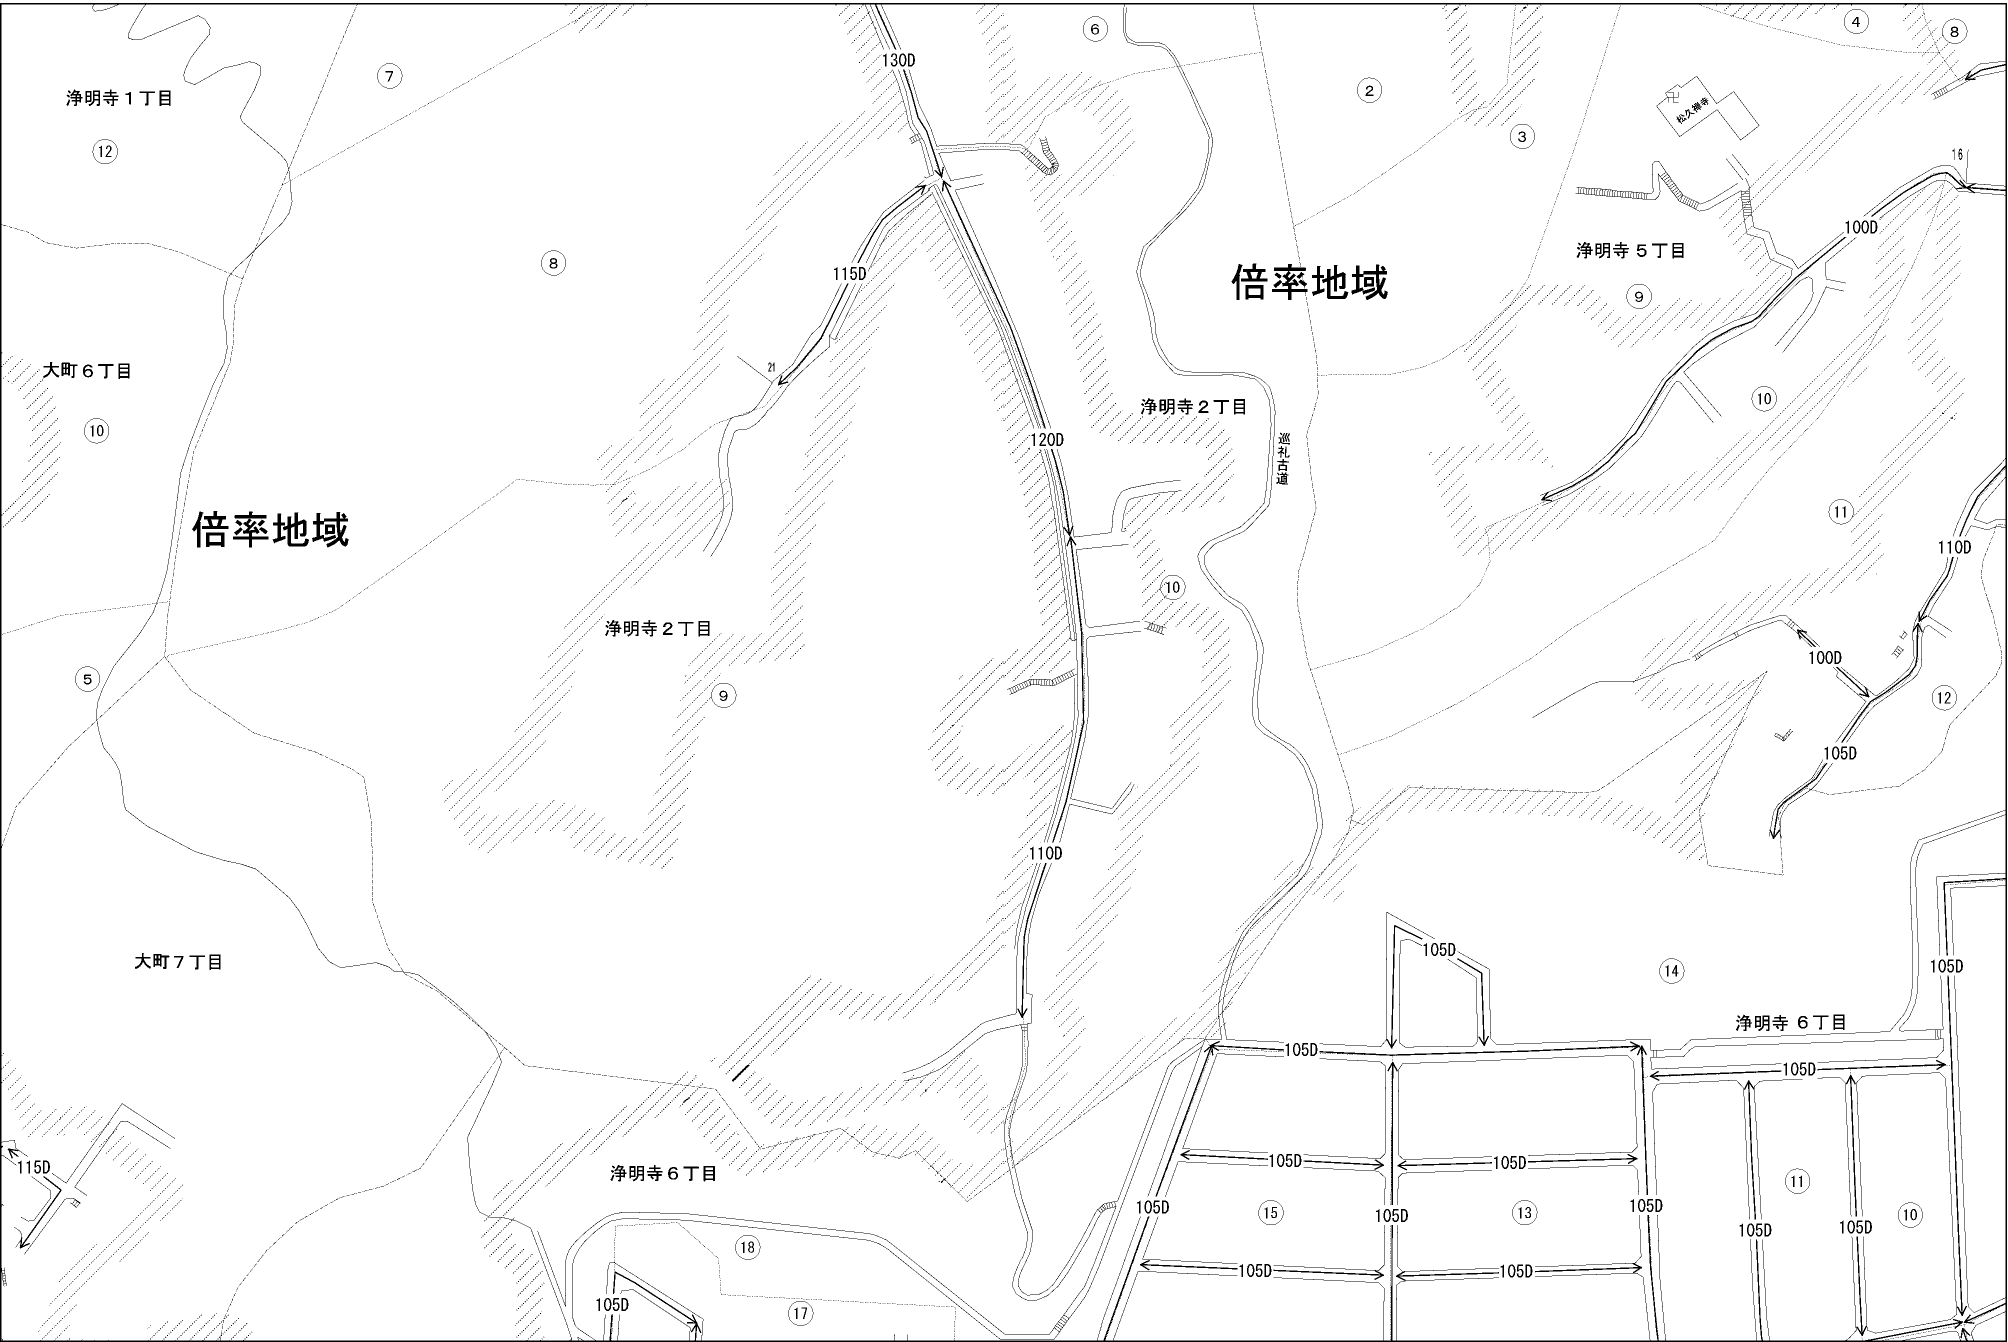 ④
⑥
⑧
130D
⑦
②
浄明寺１丁目
松久禅寺
③
⑫
16
100D
浄明寺５丁目
⑧
115D
倍率地域
⑨
21
大町６丁目
⑩
浄明寺２丁目
⑩
120D
巡礼古道
⑪
倍率地域
110D
⑩
浄明寺２丁目
100D
⑤
⑨
⑫
105D
110D
105D
大町７丁目
105D
⑭
浄明寺 ６丁目
105D
105D
115D
105D
105D
浄明寺６丁目
⑪
105D
105D
105D
⑮
⑬
105D
105D
105D
⑩
⑱
105D
105D
105D
⑰